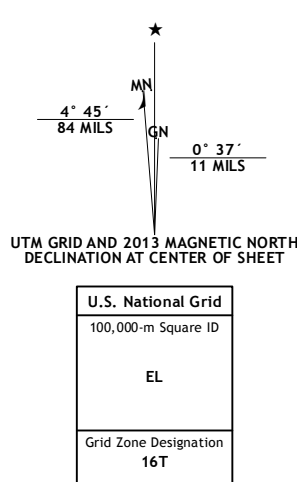 MN
4° 45´
84 MILS
GN
0° 37´
11 MILS
UTM GRID AND 2013 MAGNETIC NORTH
DECLINATION AT CENTER OF SHEET
U.S. National Grid
100,000-m Square ID
EL
Grid Zone Designation
16T